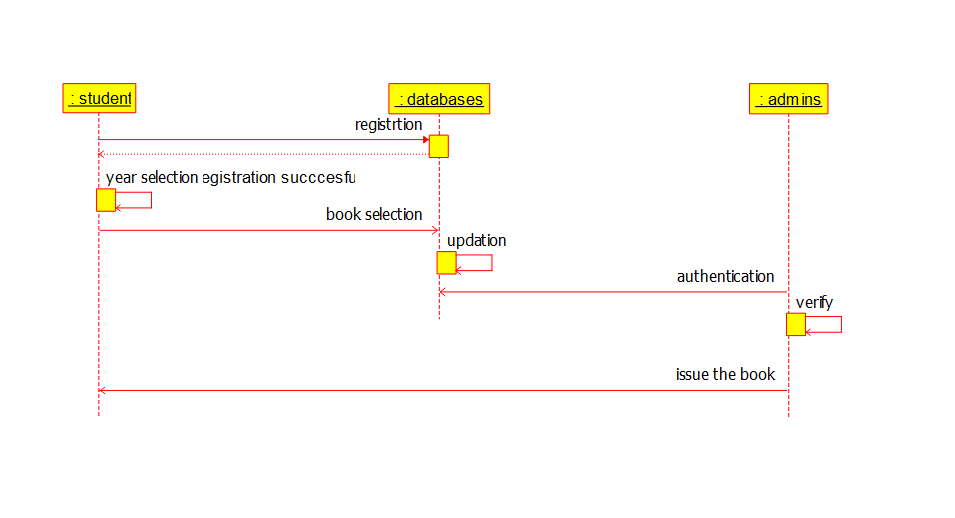 : student
: databases
: admins
registrtion
year selection egistration succcesfu
book selection
updation
authentication
verify
issue the book